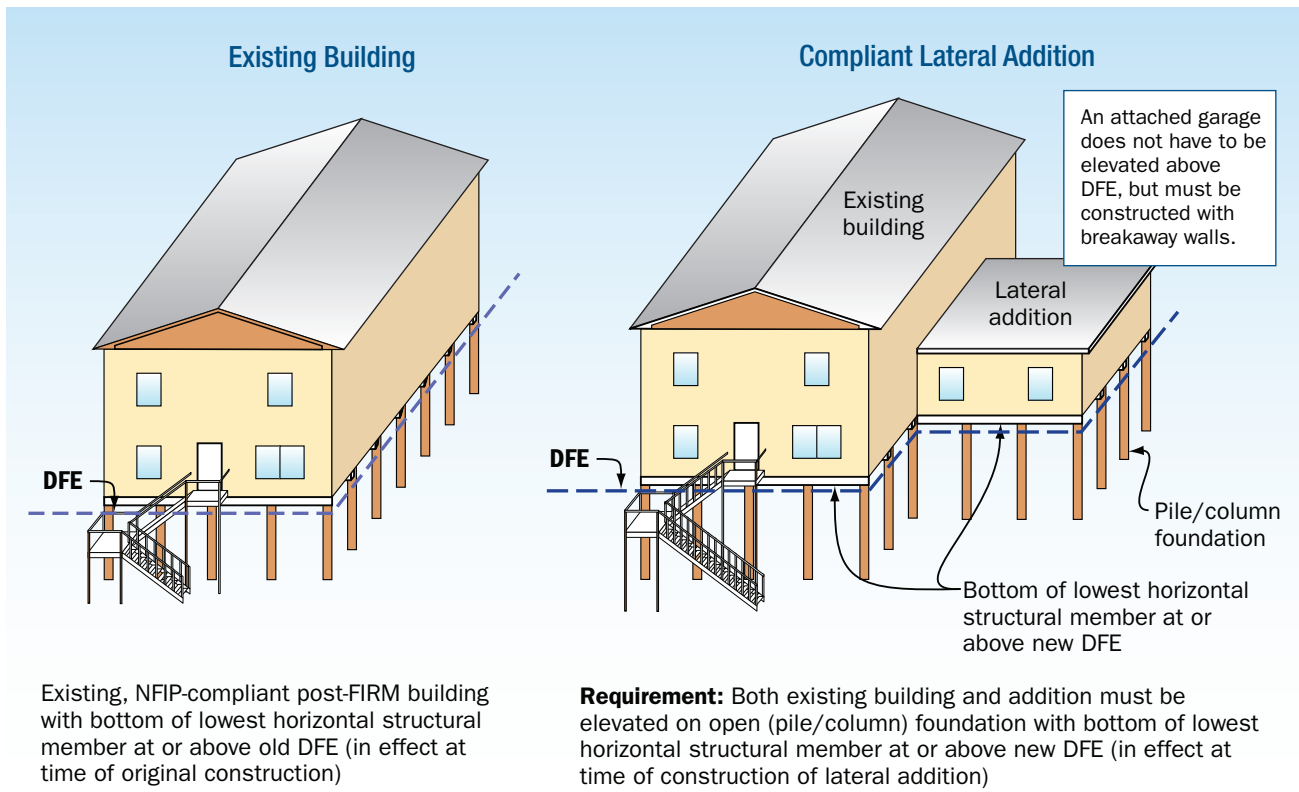 Existing Building
DFE
Existing, NFIP-compliant post-FIRM building
with bottom of lowest horizontal structural
member at or above old DFE (in effect at
time of original construction)
Compliant Lateral Addition
An attached garage
does not have to be
elevated above
DFE, but must be
constructed with
breakaway walls.
Existing
building
Lateral
addition
DFE
Pile/column
foundation
Bottom of lowest horizontal
structural member at or
above new DFE
Requirement: Both existing building and addition must be
elevated on open (pile/column) foundation with bottom of lowest
horizontal structural member at or above new DFE (in effect at
time of construction of lateral addition)